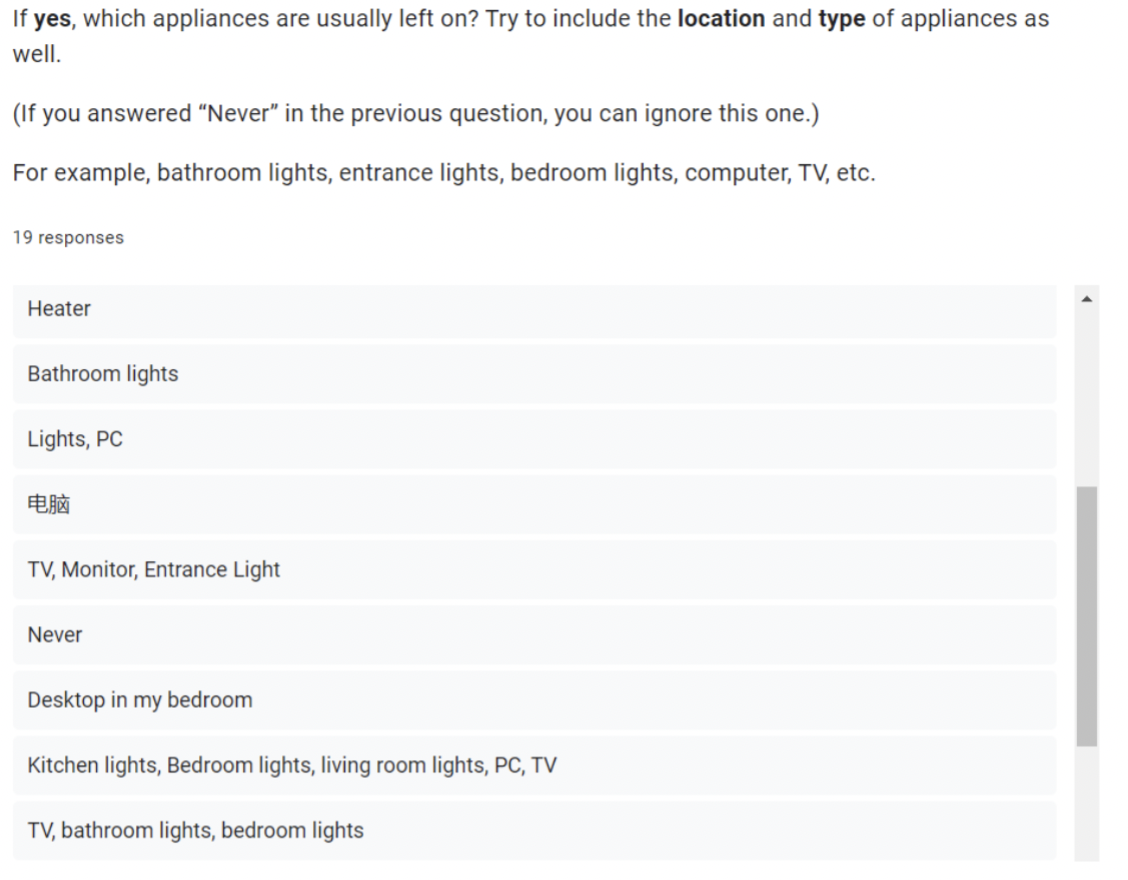 If yes, which appliances are usually left on? Try to include the location and type of appliances as
well.
(If you answered “Never” in the previous question, you can ignore this one.)
For example, bathroom lights, entrance lights, bedroom lights, computer, TV, etc.
19 responses
Heater
Bathroom lights
Lights, PC
电脑
TV, Monitor, Entrance Light
Never
Desktop in my bedroom
Kitchen lights, Bedroom lights, living room lights, PC, TV
TV, bathroom lights, bedroom lights